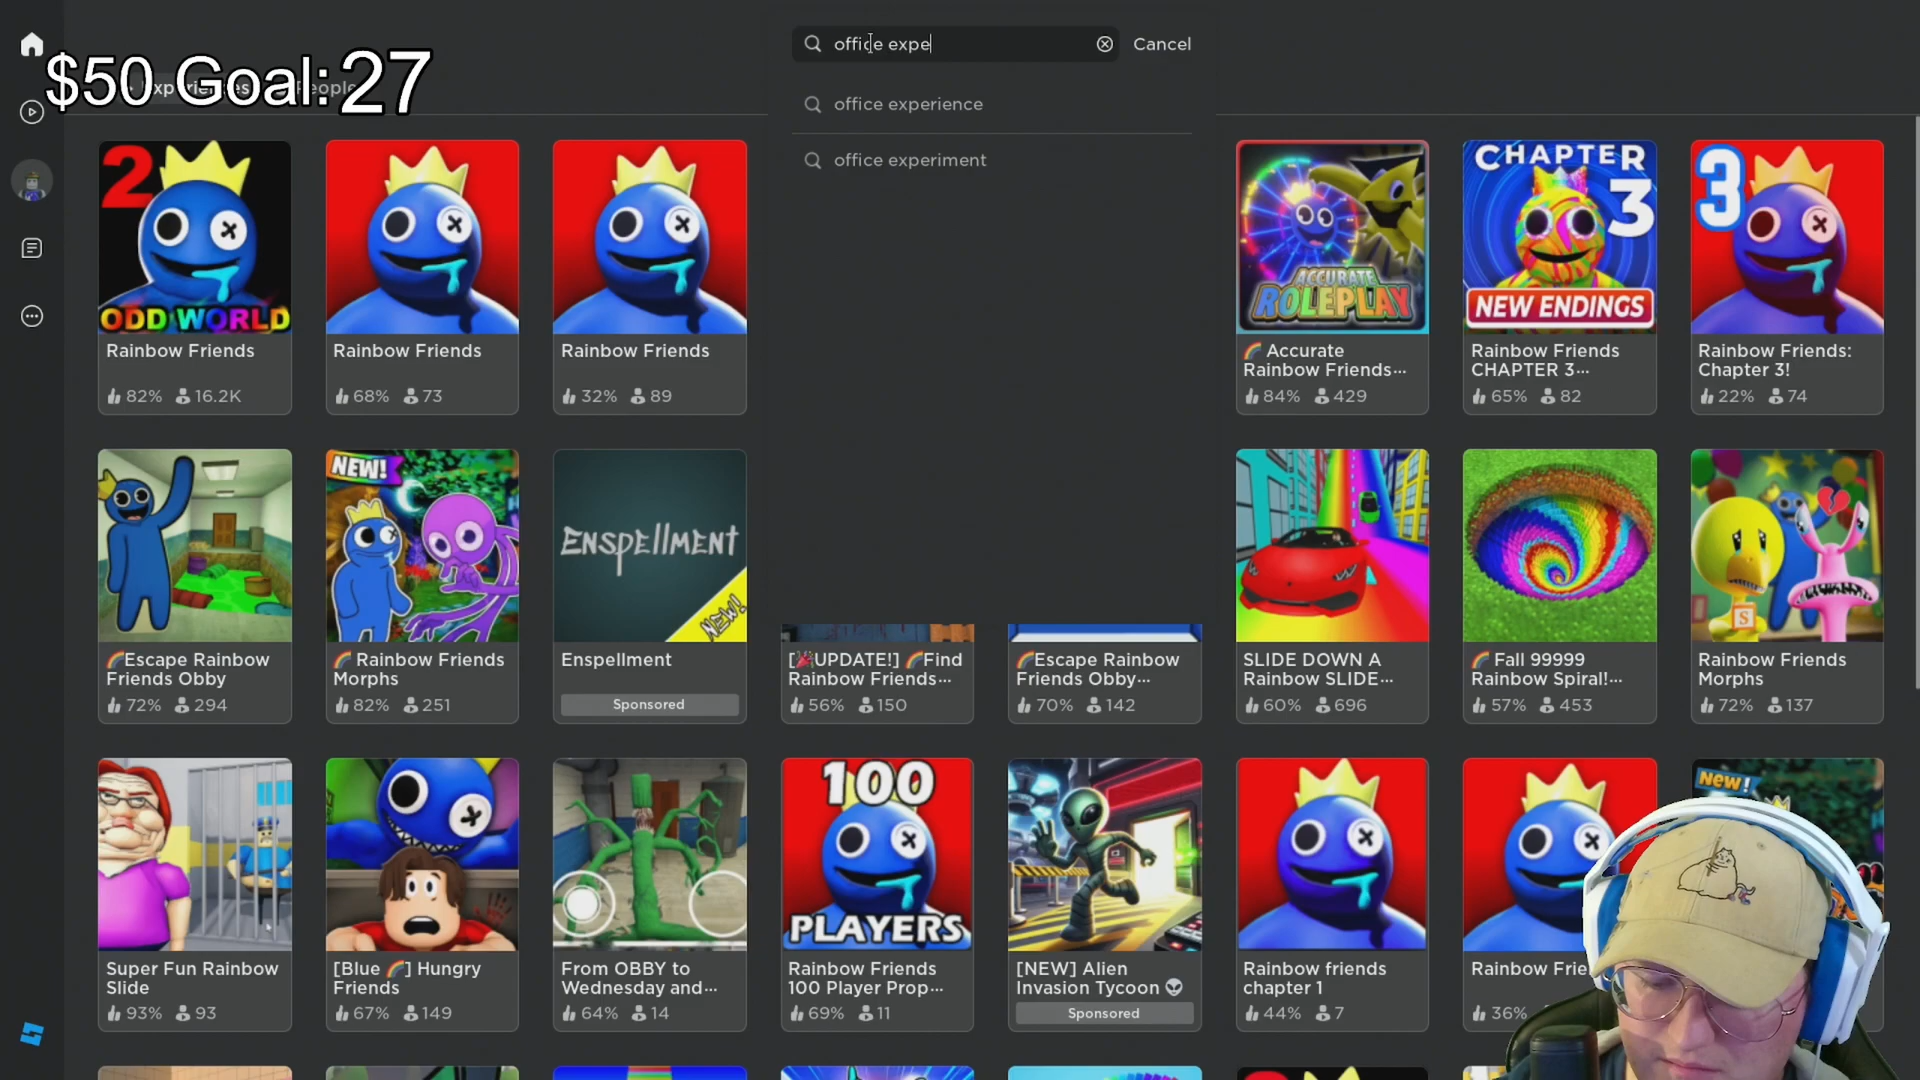 $50 Goal:27
office expe
Cancel
office experience
office experiment
2
ODD WORLD
Rainbow Friends
82% 16.2K
Rainbow Friends
68% 73
Rainbow Friends
32% 89
ACCURATE
ROLEPLAY
🌈 Accurate
Rainbow Friends...
84% 429
CHAPTER
3
NEW ENDINGS
Rainbow Friends
CHAPTER 3...
65% 82
3
Rainbow Friends:
Chapter 3!
22% 74
🌈Escape Rainbow
Friends Obby
72% 294
NEW!
🌈 Rainbow Friends
Morphs
82% 251
Enspellment
NEW!
Enspellment
Sponsored
[🎉UPDATE!] 🌈Find
Rainbow Friends...
56% 150
🌈Escape Rainbow
Friends Obby...
70% 142
SLIDE DOWN A
Rainbow SLIDE...
60% 696
🌈 Fall 99999
Rainbow Spiral!...
57% 453
S
Rainbow Friends
Morphs
72% 137
Super Fun Rainbow
Slide
93% 93
[Blue 🌈] Hungry
Friends
67% 149
From OBBY to
Wednesday and...
64% 14
100
PLAYERS
Rainbow Friends
100 Player Prop...
69% 11
[NEW] Alien
Invasion Tycoon 👽
Sponsored
Rainbow friends
chapter 1
44% 7
Rainbow Frie
36%
New!